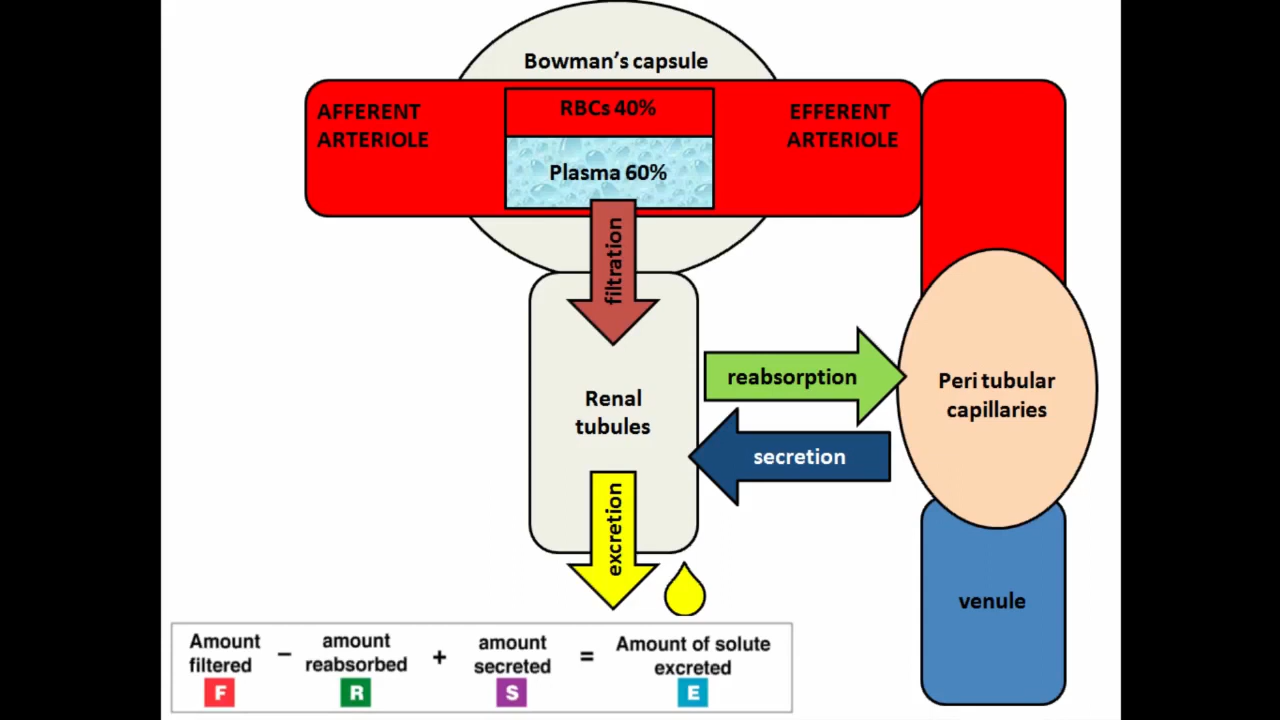 Bowman's capsule
AFFERENT
ARTERIOLE
RBCs 40%
EFFERENT
ARTERIOLE
Plasma 60%
filtration
Renal
tubules
reabsorption
secretion
Peri tubular
capillaries
excretion
venule
Amount
filtered
F
−
amount
reabsorbed
R
+
amount
secreted
S
=
Amount of solute
excreted
E